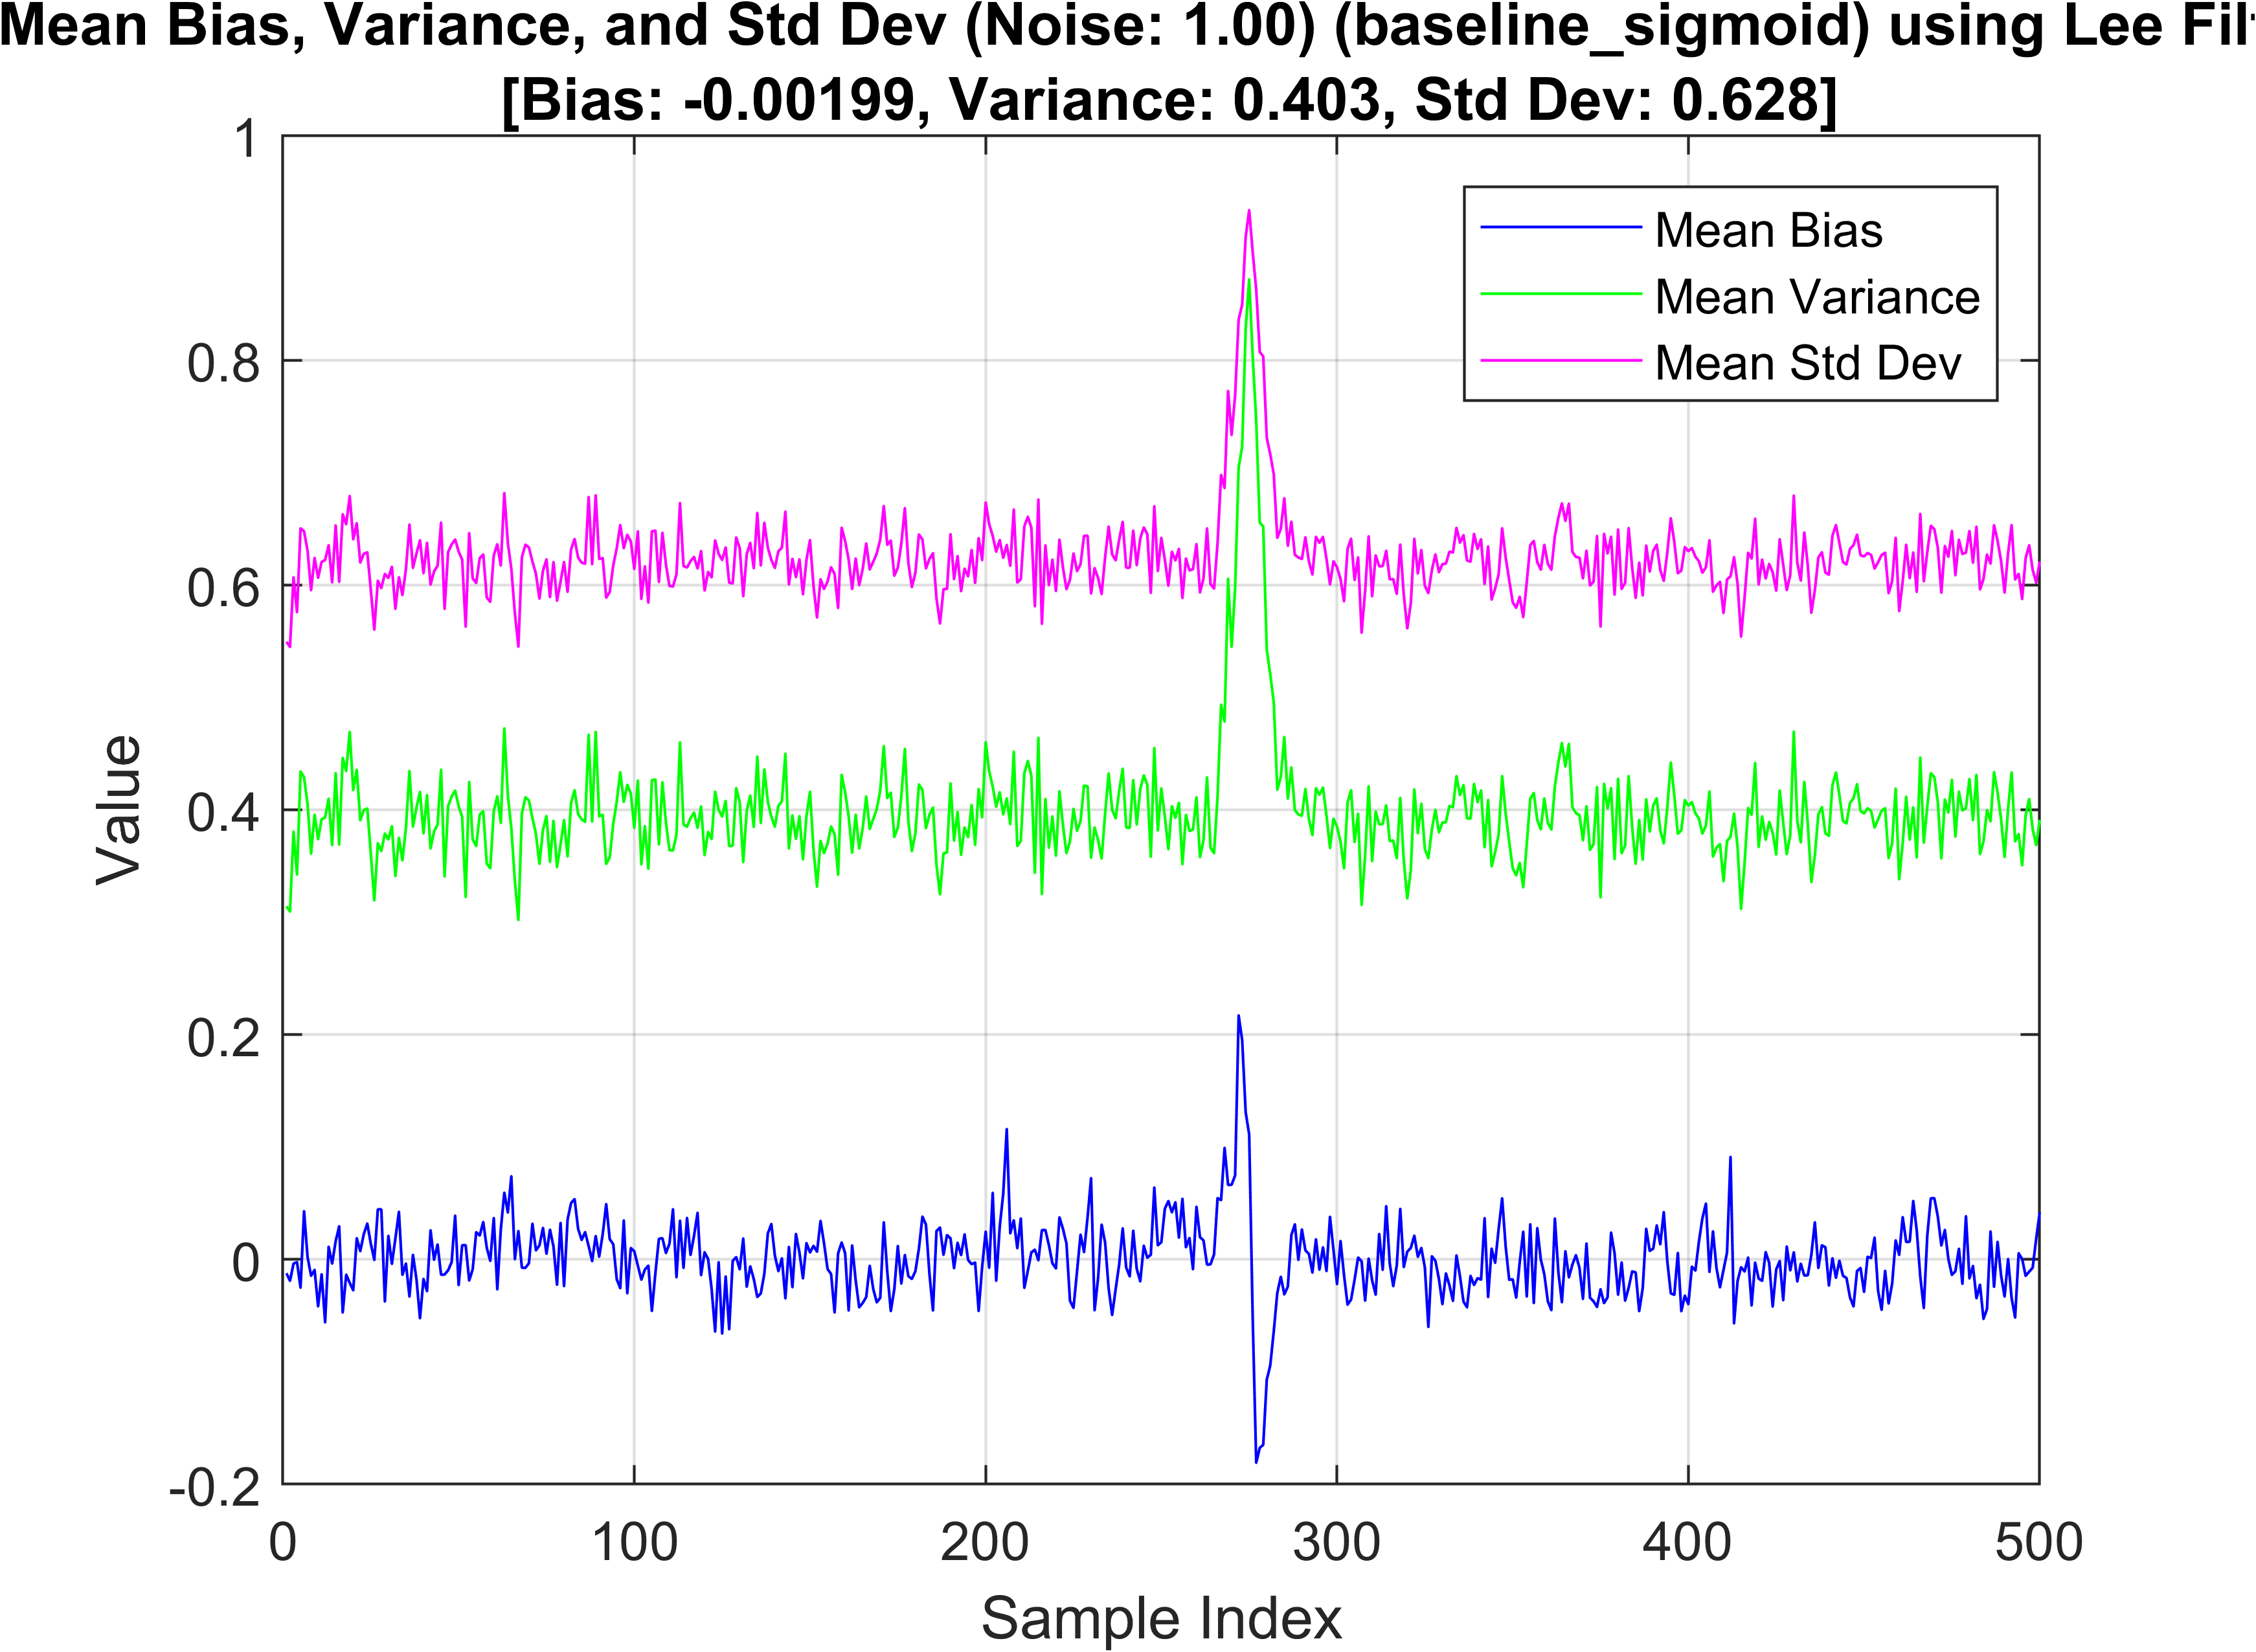 Mean Bias, Variance, and Std Dev (Noise: 1.00) (baseline_sigmoid) using Lee
[Bias: -0.00199, Variance: 0.403, Std Dev: 0.628]
1
0.8
0.6
0.4
0.2
0
-0.2
Value
Mean Bias
Mean Variance
Mean Std Dev
0 100 200 300 400 500
Sample Index